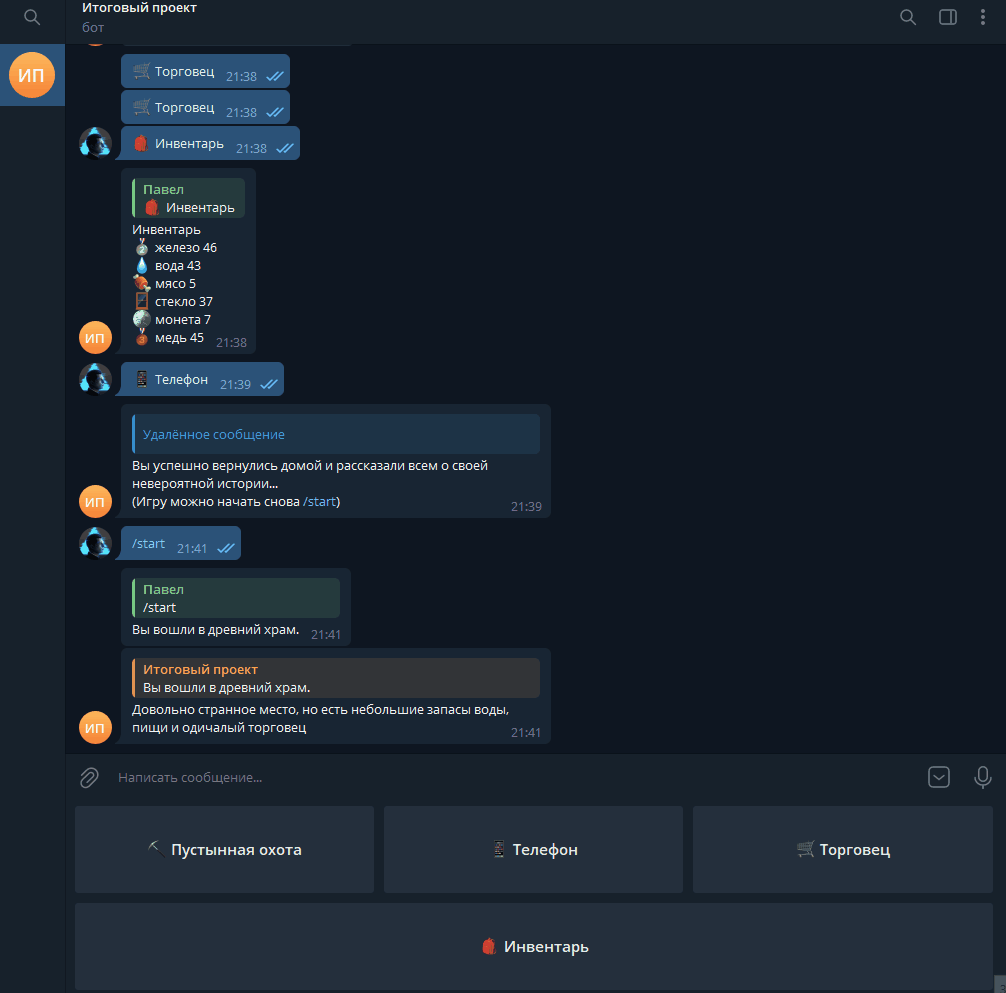 Итоговый проект
бот
ИП
Торговец 21:38
Торговец 21:38
Инвентарь 21:38
Павел
Инвентарь
Инвентарь
2 железо 46
вода 43
мясо 5
стекло 37
монета 7
3 медь 45 21:38
ИП
Телефон 21:39
Удалённое сообщение
Вы успешно вернулись домой и рассказали всем о своей
невероятной истории...
(Игру можно начать снова /start) 21:39
ИП
/start 21:41
Павел
/start
Вы вошли в древний храм. 21:41
Итоговый проект
Вы вошли в древний храм.
Довольно странное место, но есть небольшие запасы воды,
пищи и одичалый торговец 21:41
ИП
Написать сообщение...
Пустынная охота
Телефон
Торговец
Инвентарь